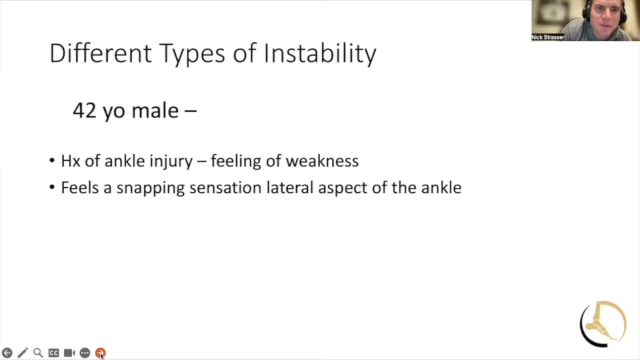 Nick Strasser
Different Types of Instability
42 yo male –
• Hx of ankle injury – feeling of weakness
• Feels a snapping sensation lateral aspect of the ankle
CC